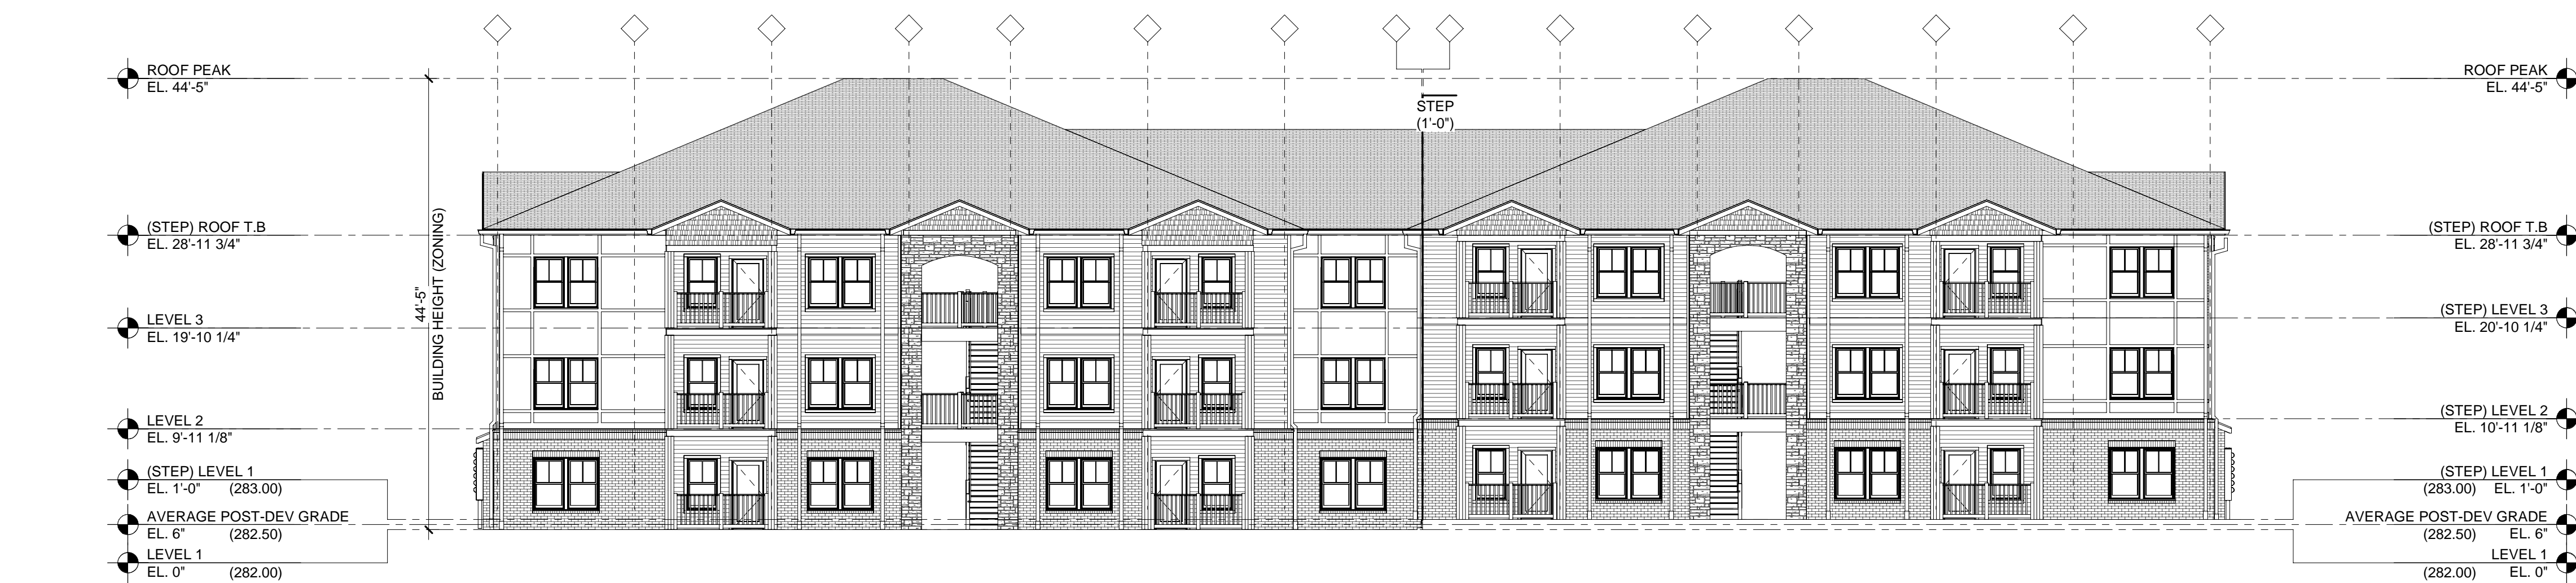 ROOF PEAK
EL. 44'-5"
ROOF PEAK
EL. 44'-5"
STEP
(1'-0")
(STEP) ROOF T.B
EL. 28'-11 3/4"
(STEP) ROOF T.B
EL. 28'-11 3/4"
44'-5"
BUILDING HEIGHT (ZONING)
LEVEL 3
EL. 19'-10 1/4"
(STEP) LEVEL 3
EL. 20'-10 1/4"
LEVEL 2
EL. 9'-11 1/8"
(STEP) LEVEL 2
EL. 10'-11 1/8"
(STEP) LEVEL 1
EL. 1'-0" (283.00)
(STEP) LEVEL 1
(283.00) EL. 1'-0"
AVERAGE POST-DEV GRADE
EL. 6" (282.50)
AVERAGE POST-DEV GRADE
(282.50) EL. 6"
LEVEL 1
EL. 0" (282.00)
LEVEL 1
(282.00) EL. 0"